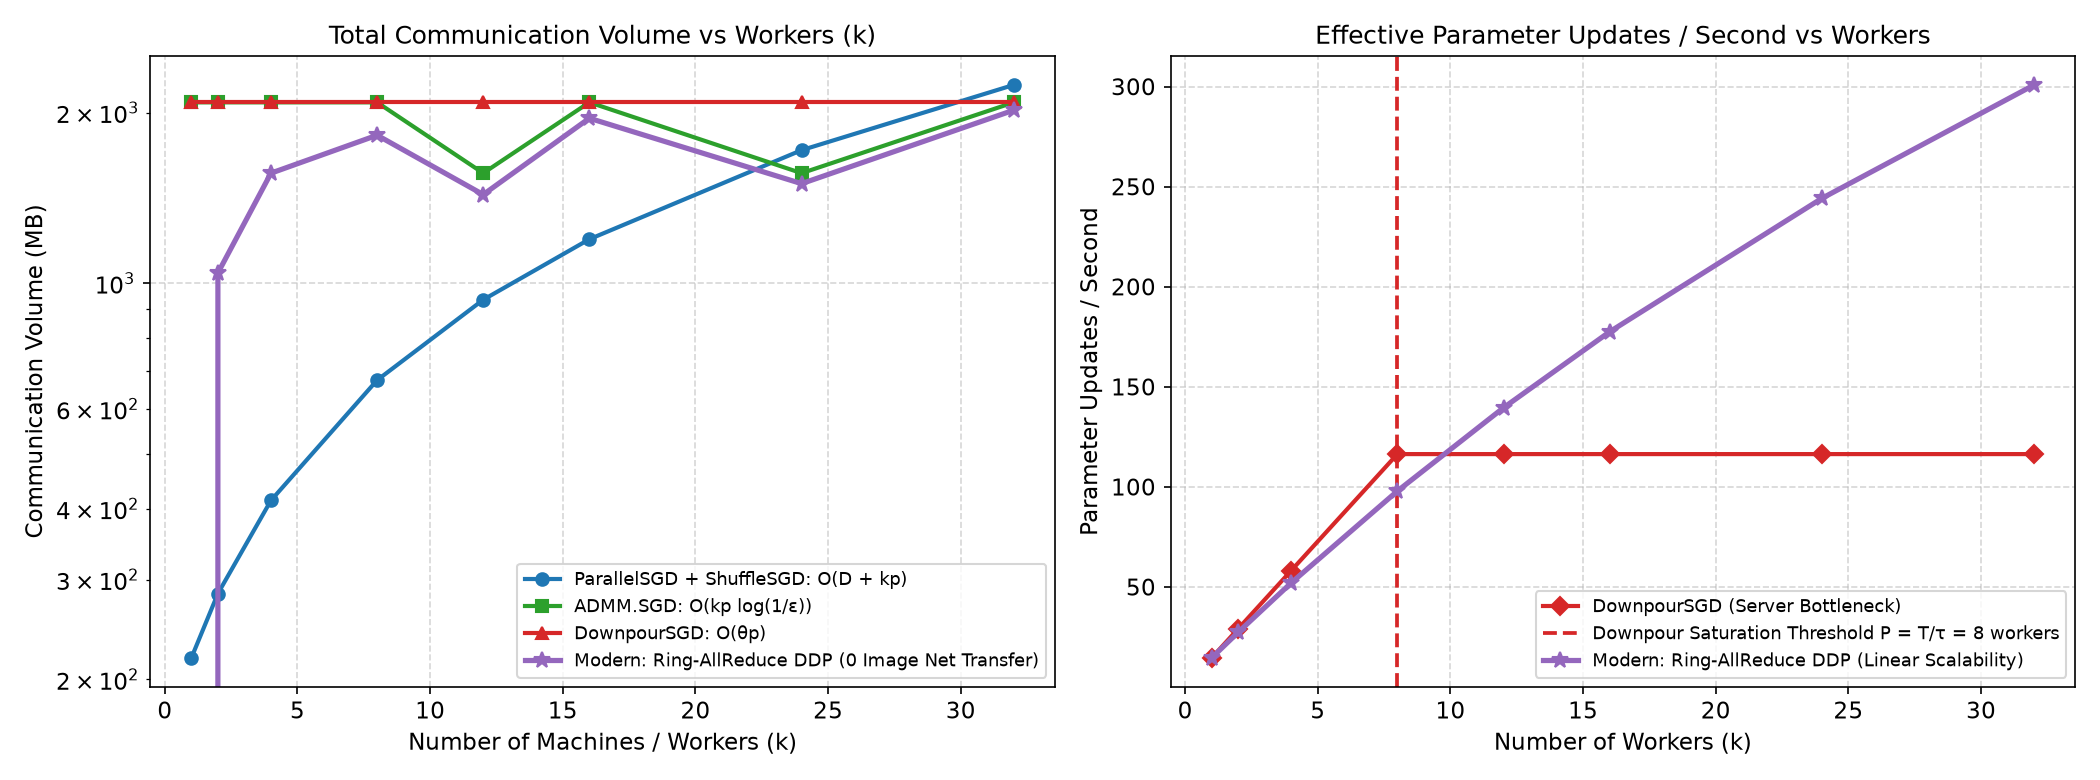 Total Communication Volume vs Workers (k)
Communication Volume (MB)
2 × 10³
10³
6 × 10²
4 × 10²
3 × 10²
2 × 10²
ParallelSGD + ShuffleSGD: O(D + kp)
ADMM.SGD: O(kp log(1/ε))
DownpourSGD: O(θp)
Modern: Ring-AllReduce DDP (0 Image Net Transfer)
0 5 10 15 20 25 30
Number of Machines / Workers (k)
Effective Parameter Updates / Second vs Workers
Parameter Updates / Second
300
250
200
150
100
50
DownpourSGD (Server Bottleneck)
Downpour Saturation Threshold P = T/τ = 8 workers
Modern: Ring-AllReduce DDP (Linear Scalability)
0 5 10 15 20 25 30
Number of Workers (k)